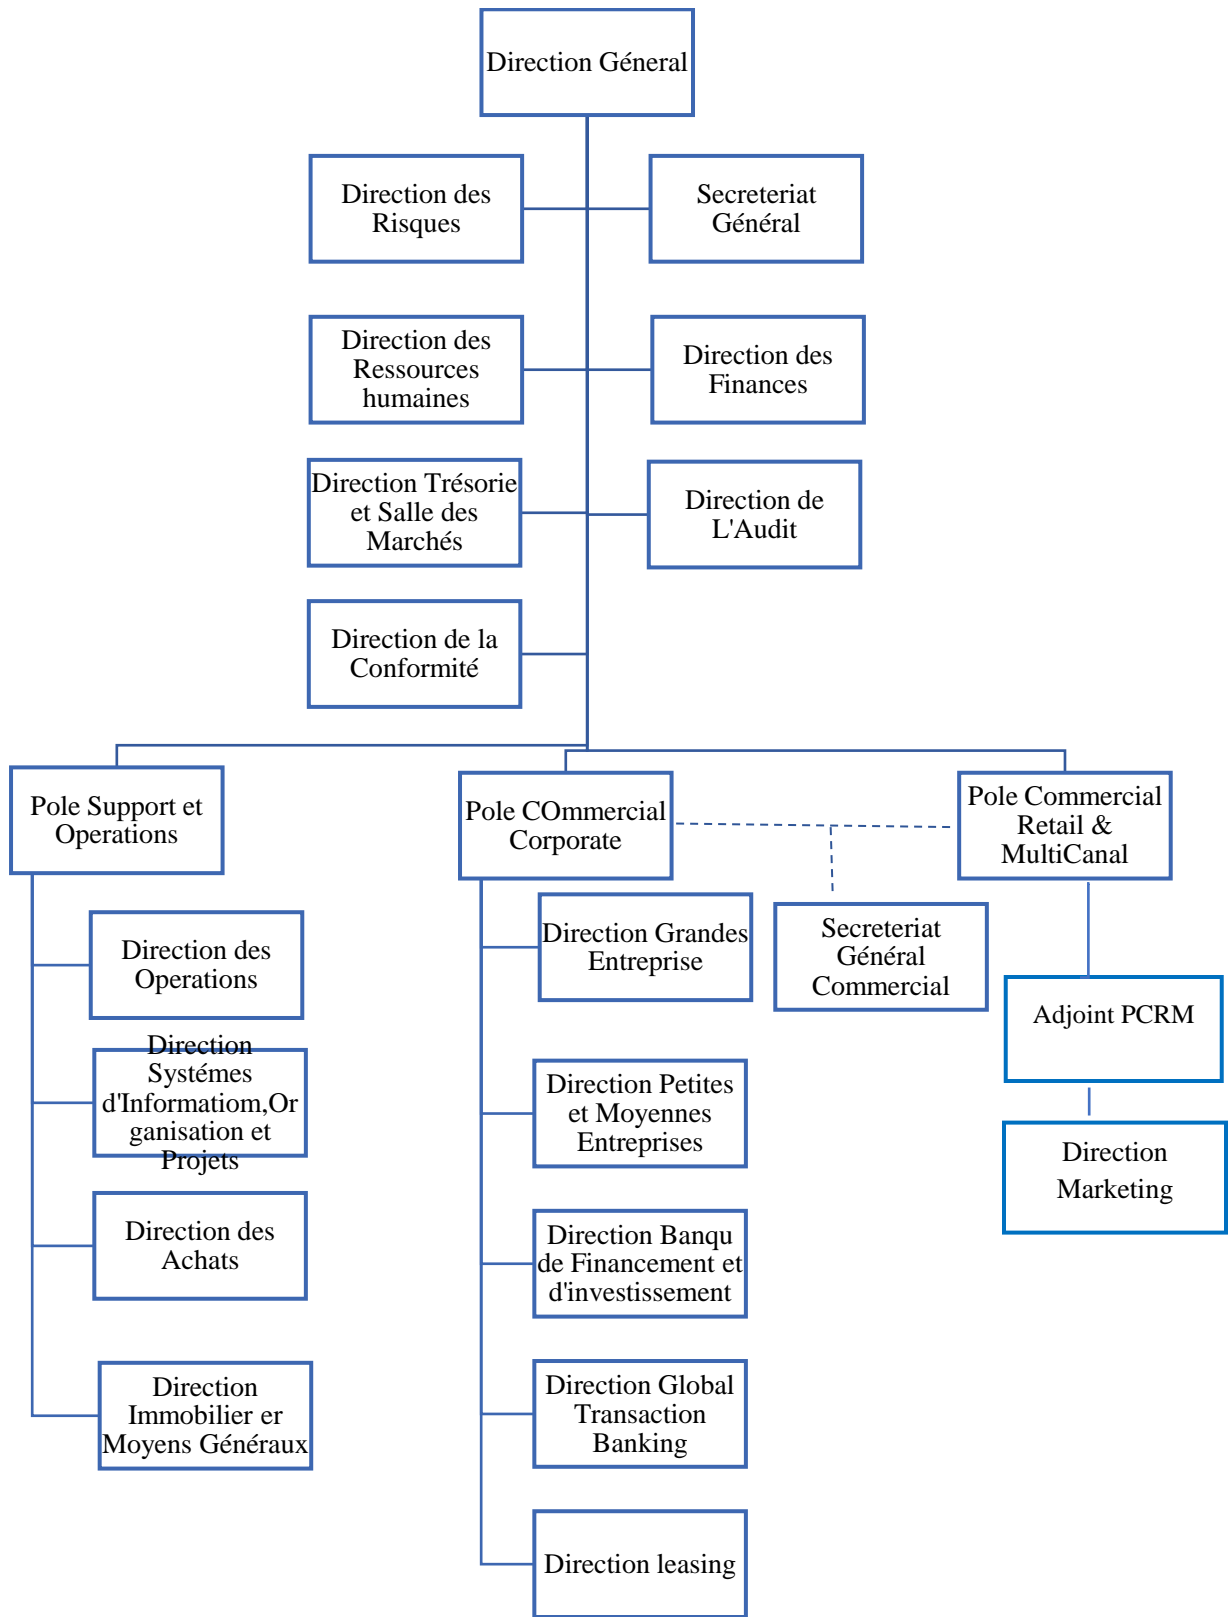 Direction Géneral
Direction des
Risques
Secreteriat
Général
Direction des
Ressources
humaines
Direction des
Finances
Direction Trésorie
et Salle des
Marchés
Direction de
L'Audit
Direction de la
Conformité
Pole Support et
Operations
Pole COmmercial
Corporate
Pole Commercial
Retail &
MultiCanal
Direction des
Operations
Direction
Systémes
d'Informatiom,Or
ganisation et
Projets
Direction des
Achats
Direction
Immobilier er
Moyens Généraux
Direction Grandes
Entreprise
Direction Petites
et Moyennes
Entreprises
Direction Banqu
de Financement et
d'investissement
Direction Global
Transaction
Banking
Direction leasing
Secreteriat
Général
Commercial
Adjoint PCRM
Direction
Marketing